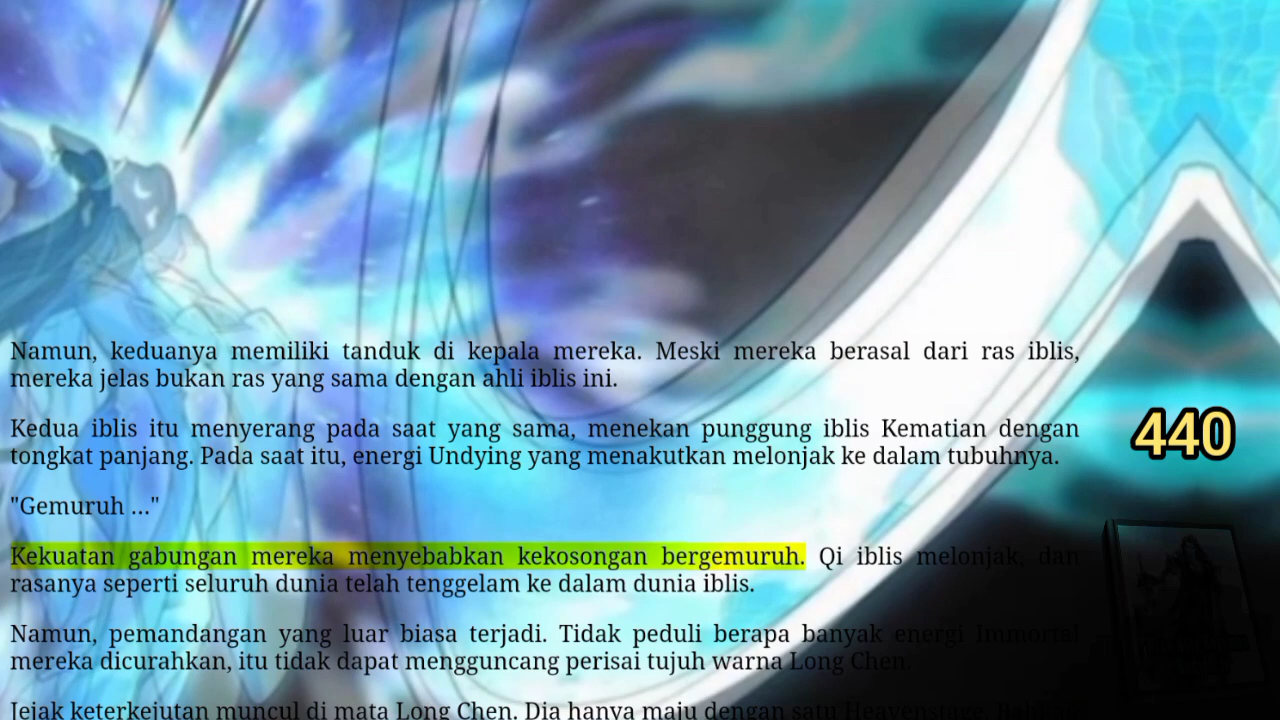 Namun, keduanya memiliki tanduk di kepala mereka. Meski mereka berasal dari ras iblis,
mereka jelas bukan ras yang sama dengan ahli iblis ini.
Kedua iblis itu menyerang pada saat yang sama, menekan punggung iblis Kematian dengan
tongkat panjang. Pada saat itu, energi Undying yang menakutkan melonjak ke dalam tubuhnya.
"Gemuruh ..."
Kekuatan gabungan mereka menyebabkan kekosongan bergemuruh. Qi iblis melonjak, dan
rasanya seperti seluruh dunia telah tenggelam ke dalam dunia iblis.
Namun, pemandangan yang luar biasa terjadi. Tidak peduli berapa banyak energi Immortal
mereka dicurahkan, itu tidak dapat mengguncang perisai tujuh warna Long Chen.
Jejak keterkejutan muncul di mata Long Chen. Dia hanya maju dengan satu Heavenstage.
440